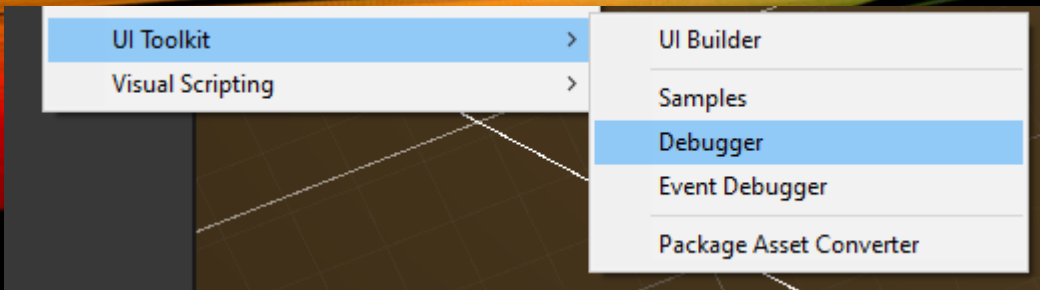 UI Toolkit
Visual Scripting
UI Builder
Samples
Debugger
Event Debugger
Package Asset Converter